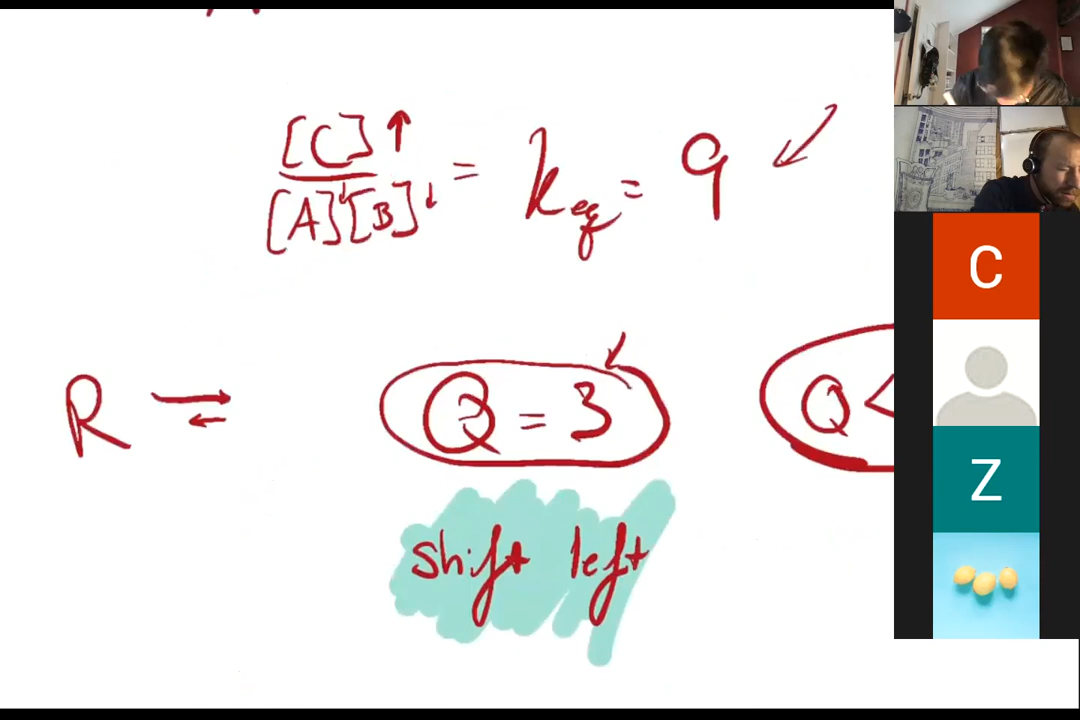 [C]↑
[A]↓[B]↓ = keq = 9
R ⇌ Q = 3 Q <
shift left
C
Z